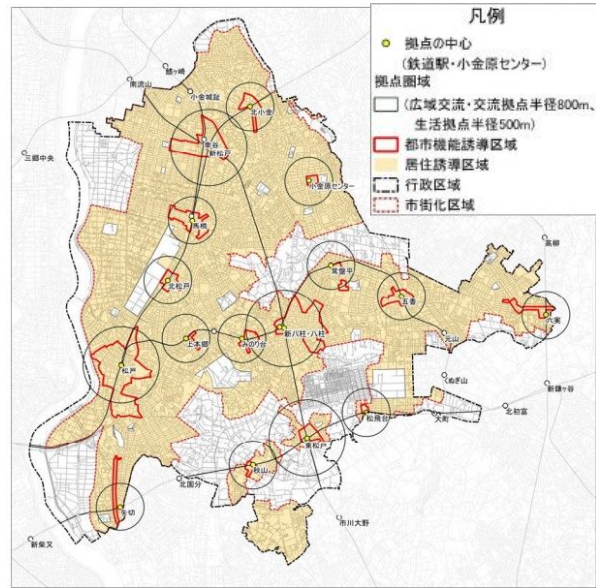 凡例
拠点の中心
(鉄道駅・小金原センター)
拠点圏域
(広域交流・交流拠点半径800m、
生活拠点半径500m)
都市機能誘導区域
居住誘導区域
行政区域
市街化区域
鰭ヶ崎
南流山
小金城趾
北小金
幸谷
新松戸
三郷中央
小金原センター
馬橋
高柳
常盤平
北松戸
五香
六実
上本郷
みのり台
新八柱・八柱
元山
松戸
くぬぎ山
新鎌ヶ谷
松飛台
大町
北初富
東松戸
秋山
北国分
矢切
市川大野
新柴又